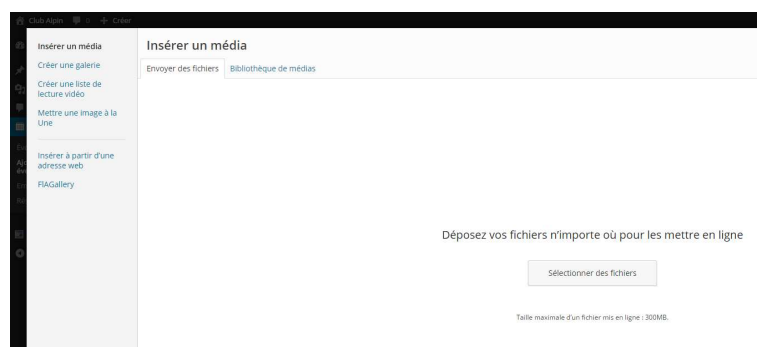 Club Alpin 0 + Créer
Insérer un média
Créer une galerie
Créer une liste de
lecture vidéo
Mettre une image à la
Une
Insérer à partir d'une
adresse web
FlAGallery
Insérer un média
Envoyer des fichiers Bibliothèque de médias
Déposez vos fichiers n'importe où pour les mettre en ligne
Sélectionner des fichiers
Taille maximale d'un fichier mis en ligne : 300MB.